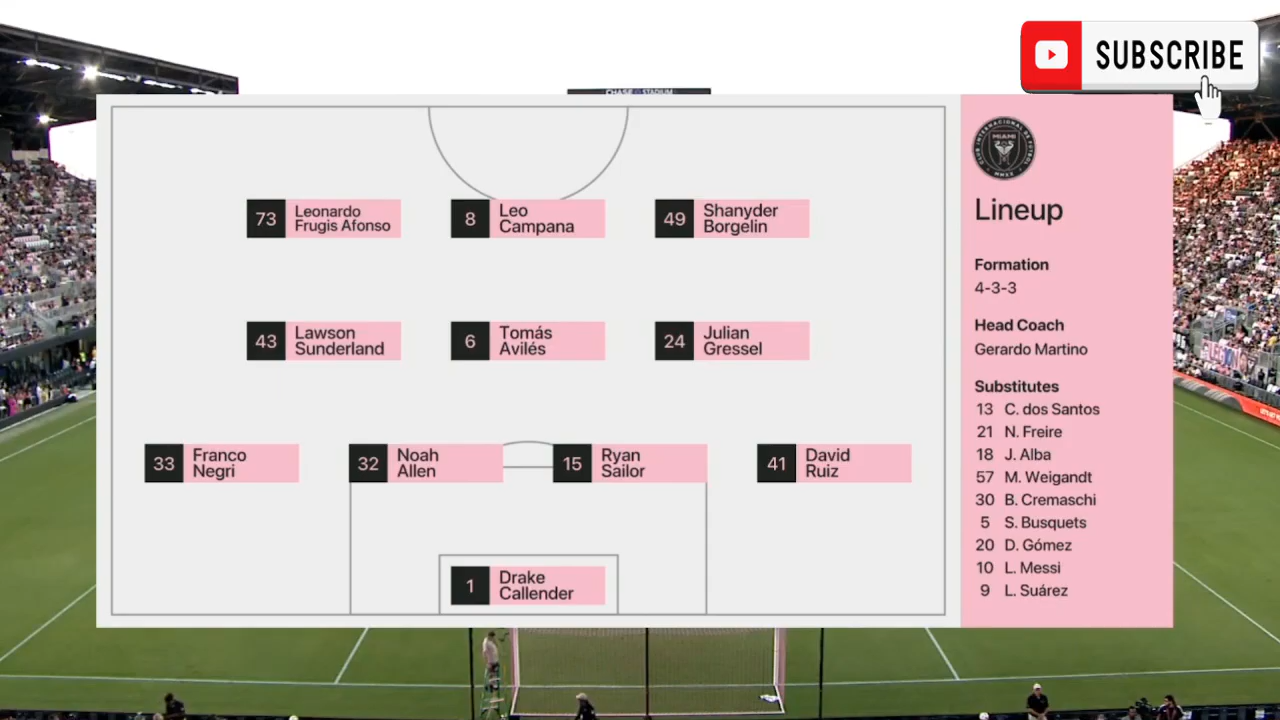 SUBSCRIBE
CHASE STADIUM
MIAMI
Lineup
Formation
4-3-3
Head Coach
Gerardo Martino
Substitutes
13 C. dos Santos
21 N. Freire
18 J. Alba
57 M. Weigandt
30 B. Cremaschi
5 S. Busquets
20 D. Gómez
10 L. Messi
9 L. Suárez
73 Leonardo
Frugis Afonso
8 Leo
Campana
49 Shanyder
Borgelin
43 Lawson
Sunderland
6 Tomás
Avilés
24 Julian
Gressel
33 Franco
Negri
32 Noah
Allen
15 Ryan
Sailor
41 David
Ruiz
1 Drake
Callender